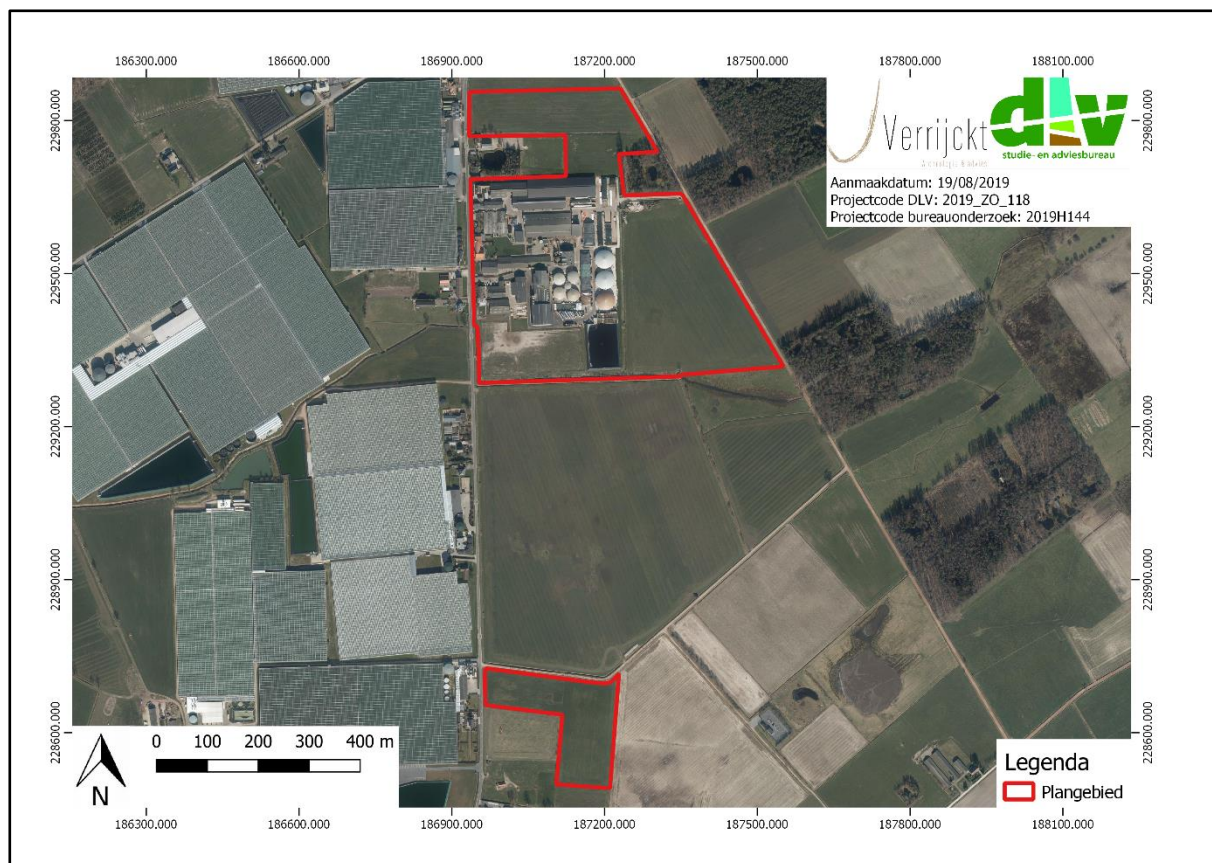 186300.000 186600.000 186900.000 187200.000 187500.000 187800.000 188100.000
229800.000
229500.000
229200.000
228900.000
228600.000
Verrijckt
dlv
studie- en adviesbureau
Aanmaakdatum: 19/08/2019
Projectcode DLV: 2019_ZO_118
Projectcode bureauonderzoek: 2019H144
229800.000
229500.000
229200.000
228900.000
228600.000
0 100 200 300 400 m
N
Legenda
Plangebied
186300.000 186600.000 186900.000 187200.000 187500.000 187800.000 188100.000